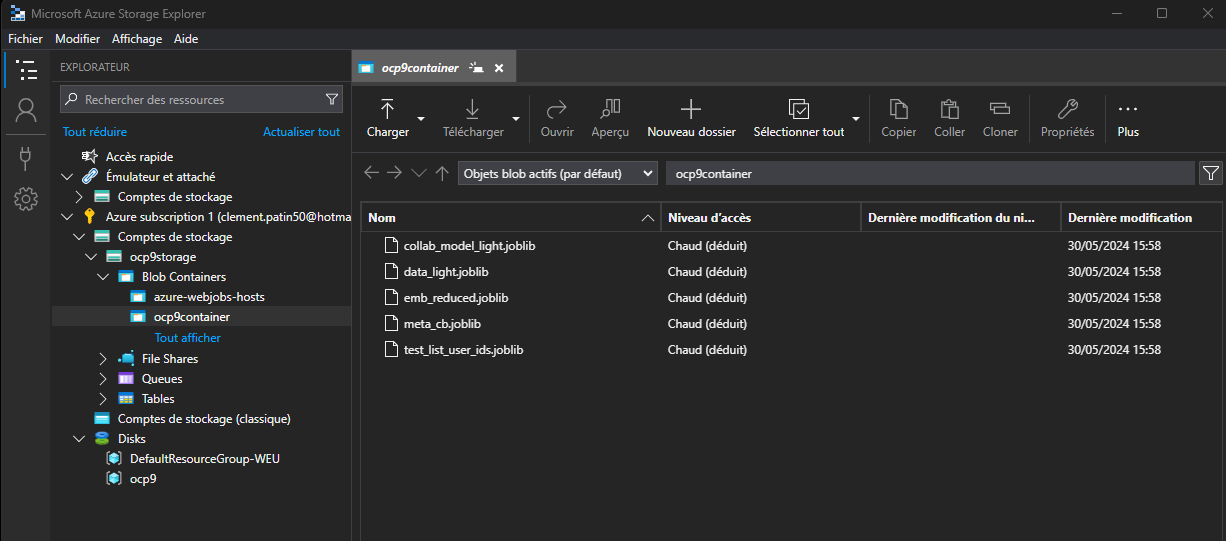 Microsoft Azure Storage Explorer
Fichier Modifier Affichage Aide
EXPLORATEUR
Rechercher des ressources
Tout réduire Actualiser tout
Accès rapide
Émulateur et attaché
Comptes de stockage
Azure subscription 1 (clement.patin50@hotma
Comptes de stockage
ocp9storage
Blob Containers
azure-webjobs-hosts
ocp9container
Tout afficher
File Shares
Queues
Tables
Comptes de stockage (classique)
Disks
DefaultResourceGroup-WEU
ocp9
ocp9container
Charger Télécharger Ouvrir Aperçu Nouveau dossier Sélectionner tout Copier Coller Cloner Propriétés Plus
Objets blob actifs (par défaut) ocp9container
Nom Niveau d'accès Dernière modification du ni... Dernière modification
collab_model_light.joblib Chaud (déduit) 30/05/2024 15:58
data_light.joblib Chaud (déduit) 30/05/2024 15:58
emb_reduced.joblib Chaud (déduit) 30/05/2024 15:58
meta_cb.joblib Chaud (déduit) 30/05/2024 15:58
test_list_user_ids.joblib Chaud (déduit) 30/05/2024 15:58